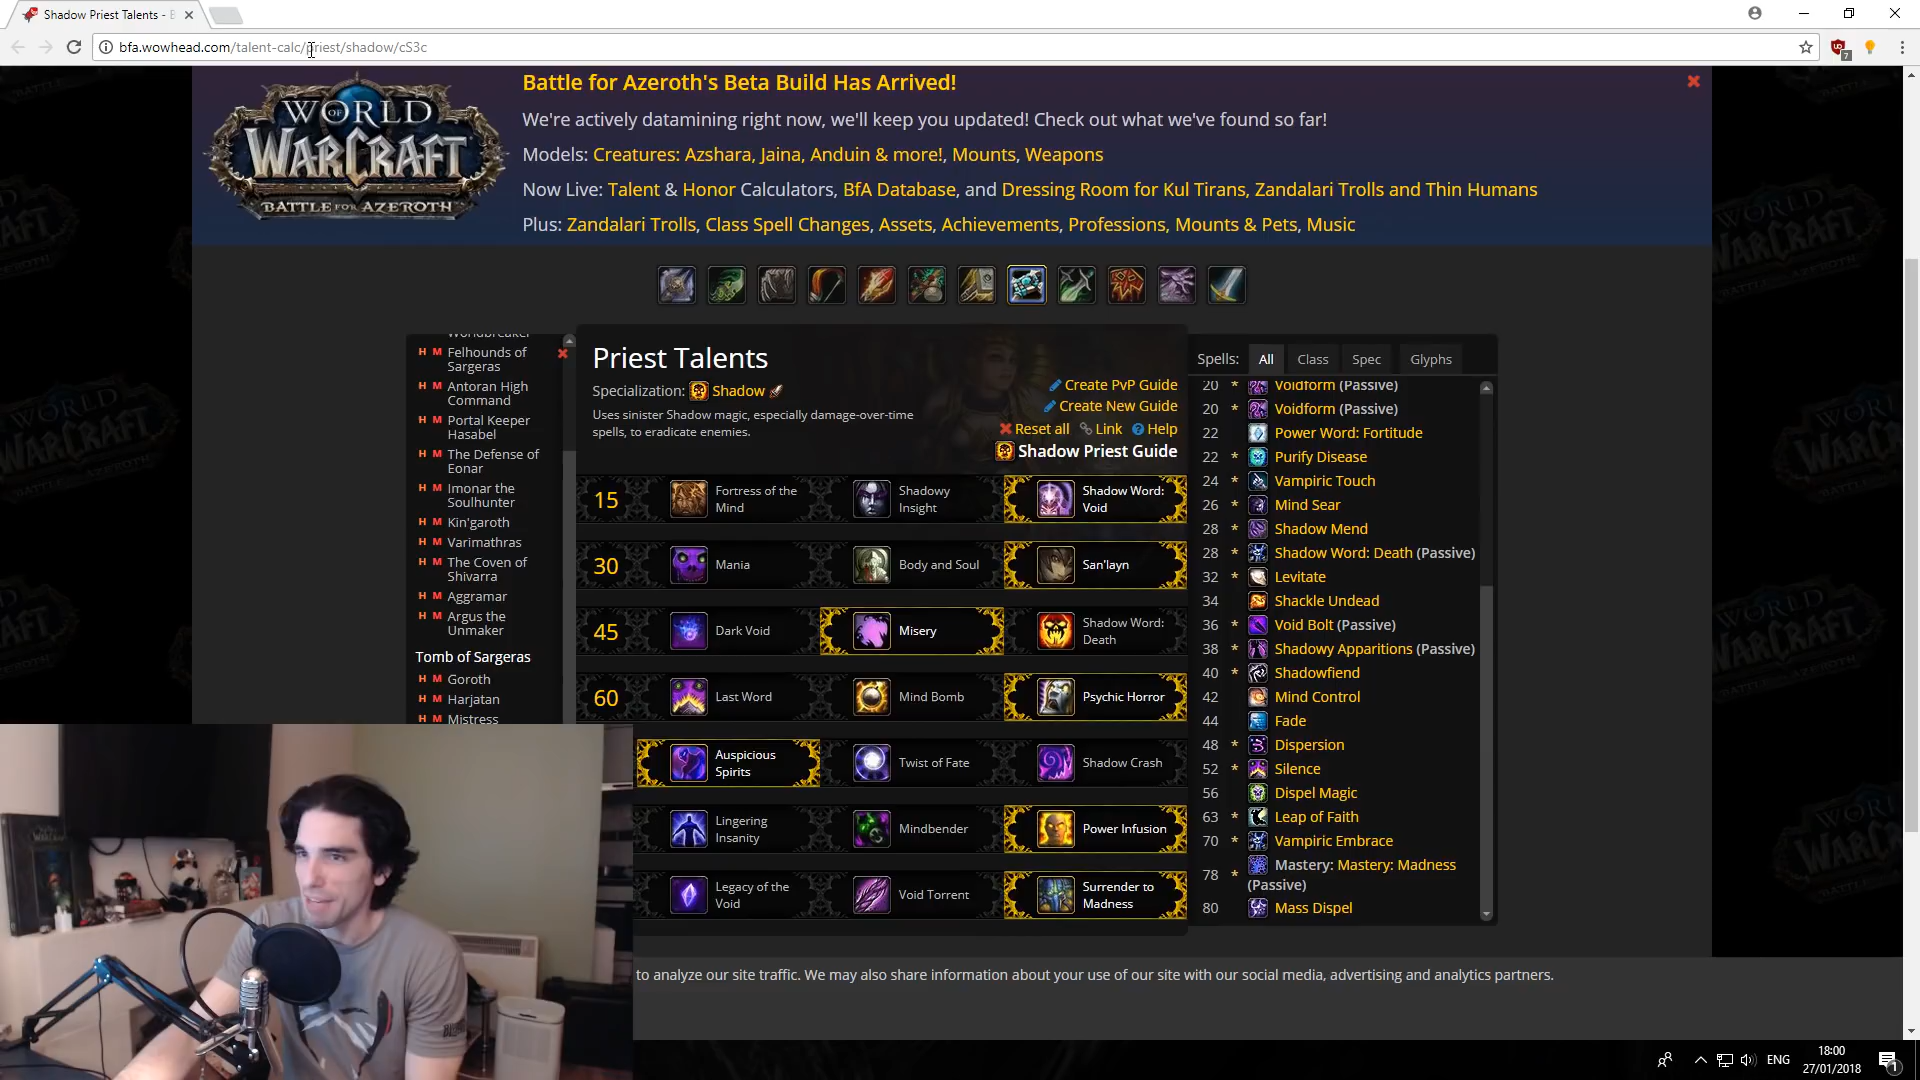 Shadow Priest Talents - B
bfa.wowhead.com/talent-calc/priest/shadow/cS3c
7
WORLD
OF
WARCRAFT
BATTLE FOR AZEROTH
Battle for Azeroth's Beta Build Has Arrived!
We're actively datamining right now, we'll keep you updated! Check out what we've found so far!
Models: Creatures: Azshara, Jaina, Anduin & more!, Mounts, Weapons
Now Live: Talent & Honor Calculators, BfA Database, and Dressing Room for Kul Tirans, Zandalari Trolls and Thin Humans
Plus: Zandalari Trolls, Class Spell Changes, Assets, Achievements, Professions, Mounts & Pets, Music
Worldbreaker
H M Felhounds of
Sargeras
H M Antoran High
Command
H M Portal Keeper
Hasabel
H M The Defense of
Eonar
H M Imonar the
Soulhunter
H M Kin'garoth
H M Varimathras
H M The Coven of
Shivarra
H M Aggramar
H M Argus the
Unmaker
Tomb of Sargeras
H M Goroth
H M Harjatan
H M Mistress
Priest Talents
Specialization: Shadow
Uses sinister Shadow magic, especially damage-over-time
spells, to eradicate enemies.
Create PvP Guide
Create New Guide
Reset all Link Help
Shadow Priest Guide
15 Fortress of the Mind Shadowy Insight Shadow Word: Void
30 Mania Body and Soul San'layn
45 Dark Void Misery Shadow Word: Death
60 Last Word Mind Bomb Psychic Horror
Auspicious Spirits Twist of Fate Shadow Crash
Lingering Insanity Mindbender Power Infusion
Legacy of the Void Void Torrent Surrender to Madness
Spells: All Class Spec Glyphs
20 * Voidform (Passive)
20 * Voidform (Passive)
22 Power Word: Fortitude
22 * Purify Disease
24 * Vampiric Touch
26 * Mind Sear
28 * Shadow Mend
28 * Shadow Word: Death (Passive)
32 * Levitate
34 Shackle Undead
36 * Void Bolt (Passive)
38 * Shadowy Apparitions (Passive)
40 * Shadowfiend
42 Mind Control
44 Fade
48 * Dispersion
52 * Silence
56 Dispel Magic
63 * Leap of Faith
70 * Vampiric Embrace
78 * Mastery: Mastery: Madness
(Passive)
80 Mass Dispel
to analyze our site traffic. We may also share information about your use of our site with our social media, advertising and analytics partners.
ENG
18:00
27/01/2018
1